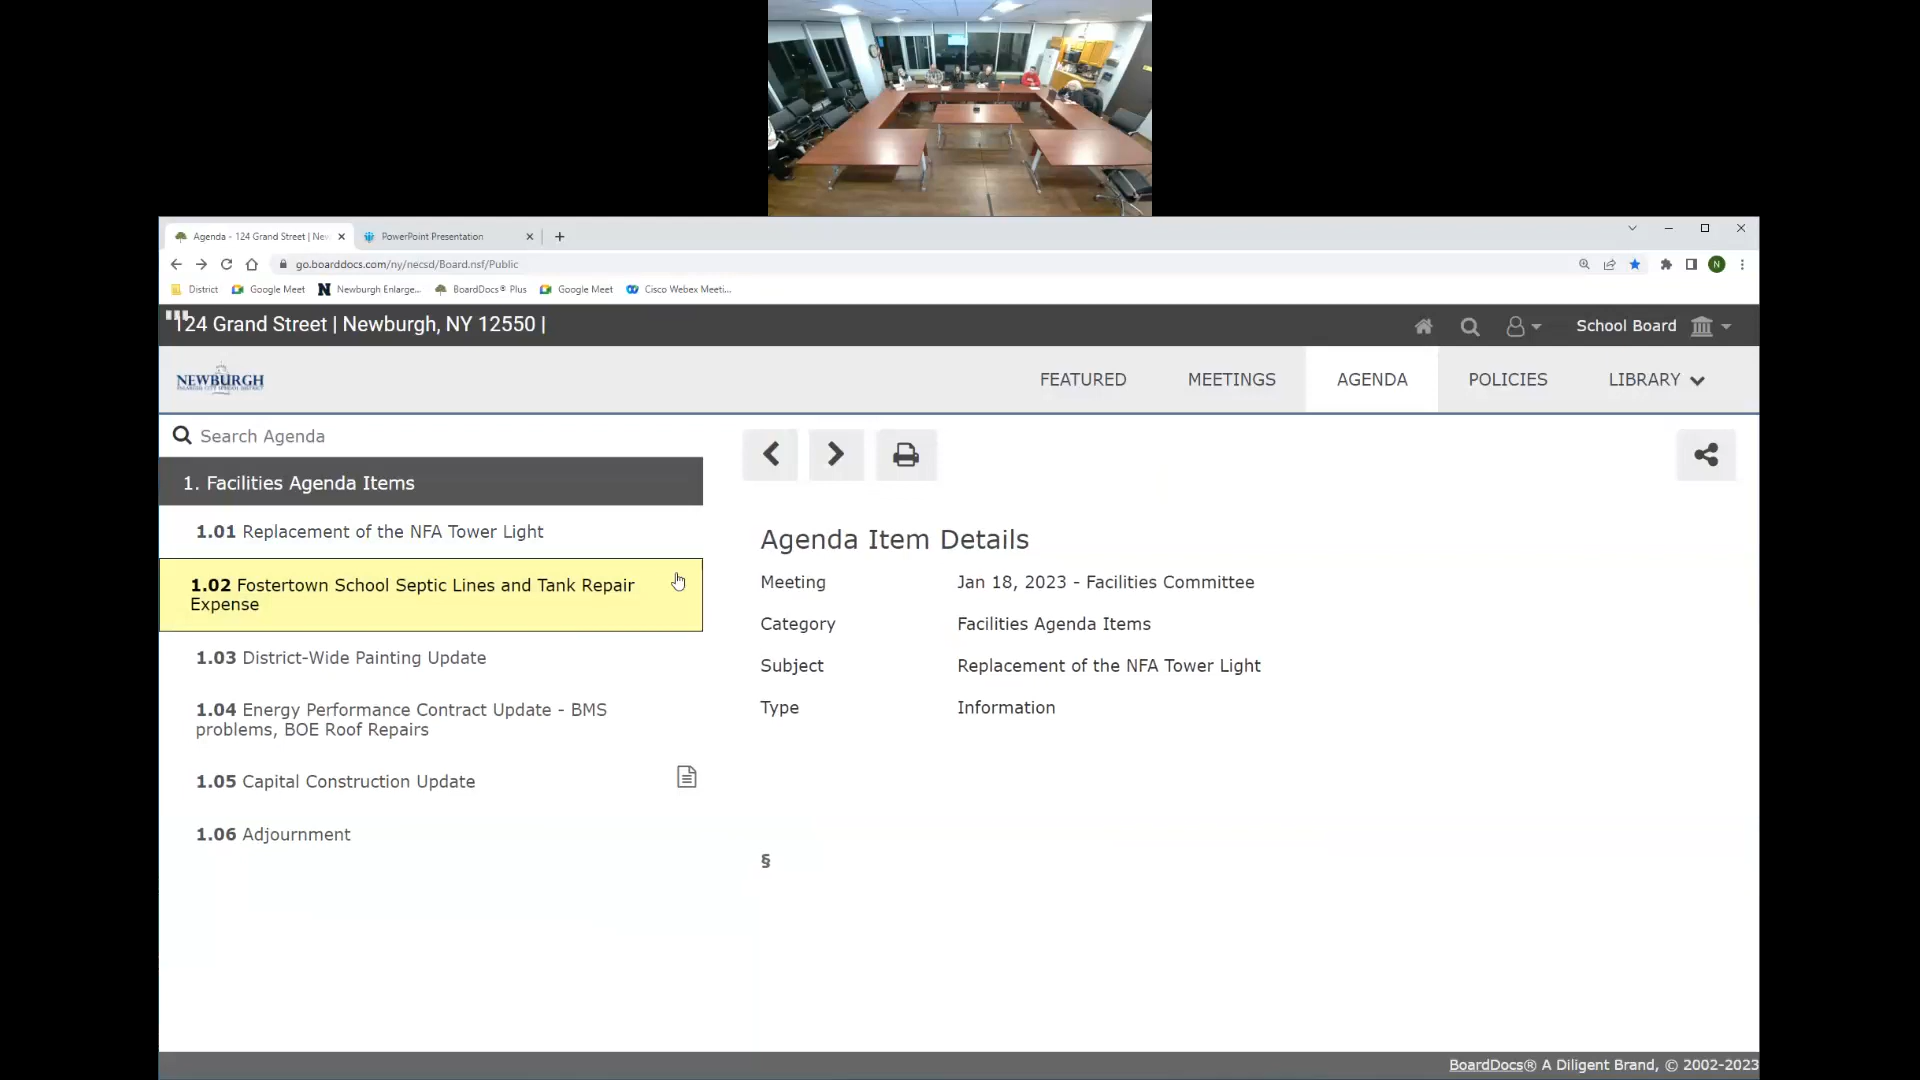 Agenda - 124 Grand Street | New
PowerPoint Presentation
go.boarddocs.com/ny/necsd/Board.nsf/Public
N
District
Google Meet
Newburgh Enlarge...
BoardDocs® Plus
Google Meet
Cisco Webex Meeti...
124 Grand Street | Newburgh, NY 12550 |
School Board
NEWBURGH
FEATURED
MEETINGS
AGENDA
POLICIES
LIBRARY
Search Agenda
1. Facilities Agenda Items
1.01 Replacement of the NFA Tower Light
1.02 Fostertown School Septic Lines and Tank Repair
Expense
1.03 District-Wide Painting Update
1.04 Energy Performance Contract Update - BMS
problems, BOE Roof Repairs
1.05 Capital Construction Update
1.06 Adjournment
Agenda Item Details
Meeting Jan 18, 2023 - Facilities Committee
Category Facilities Agenda Items
Subject Replacement of the NFA Tower Light
Type Information
§
BoardDocs® A Diligent Brand, © 2002-2023